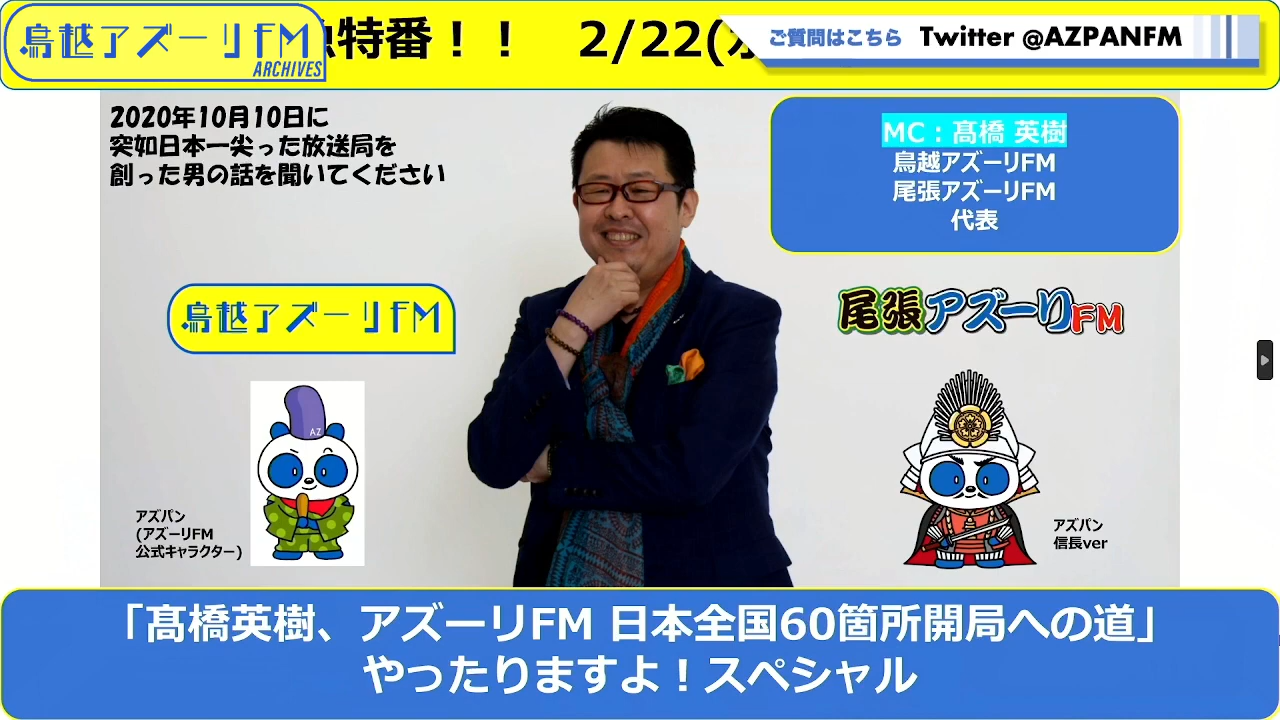 鳥越アズーリFM
ARCHIVES
特番！！ 2/22(
ご質問はこちら Twitter @AZPANFM
2020年10月10日に
突如日本一尖った放送局を
創った男の話を聞いてください
MC：髙橋 英樹
鳥越アズーリFM
尾張アズーリFM
代表
鳥越アズーリFM
尾張アズーリFM
AZ
アズパン
(アズーリFM
公式キャラクター)
アズパン
信長ver
「髙橋英樹、アズーリFM 日本全国60箇所開局への道」
やったりますよ！スペシャル